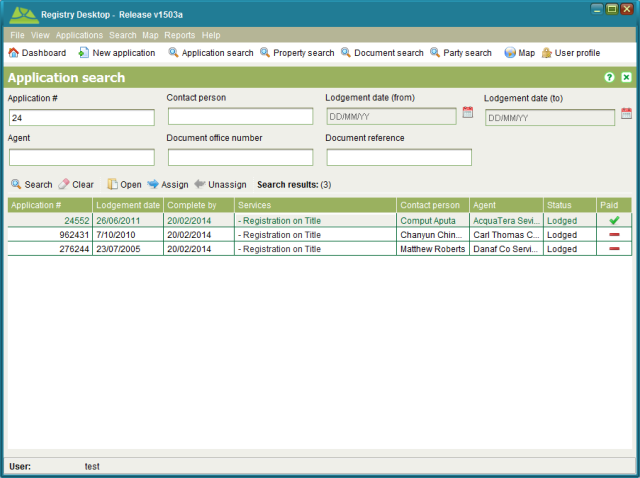 Registry Desktop - Release v1503a
File View Applications Search Map Reports Help
Dashboard New application Application search Property search Document search Party search Map User profile
Application search
Application # Contact person Lodgement date (from) Lodgement date (to)
24 DD/MM/YY DD/MM/YY
Agent Document office number Document reference
Search Clear Open Assign Unassign Search results: (3)
Application # Lodgement date Complete by Services Contact person Agent Status Paid
24552 26/06/2011 20/02/2014 - Registration on Title Comput Aputa AcquaTera Sevi... Lodged
962431 7/10/2010 20/02/2014 - Registration on Title Chanyun Chin... Carl Thomas C... Lodged
276244 23/07/2005 20/02/2014 - Registration on Title Matthew Roberts Danaf Co Servi... Lodged
User: test